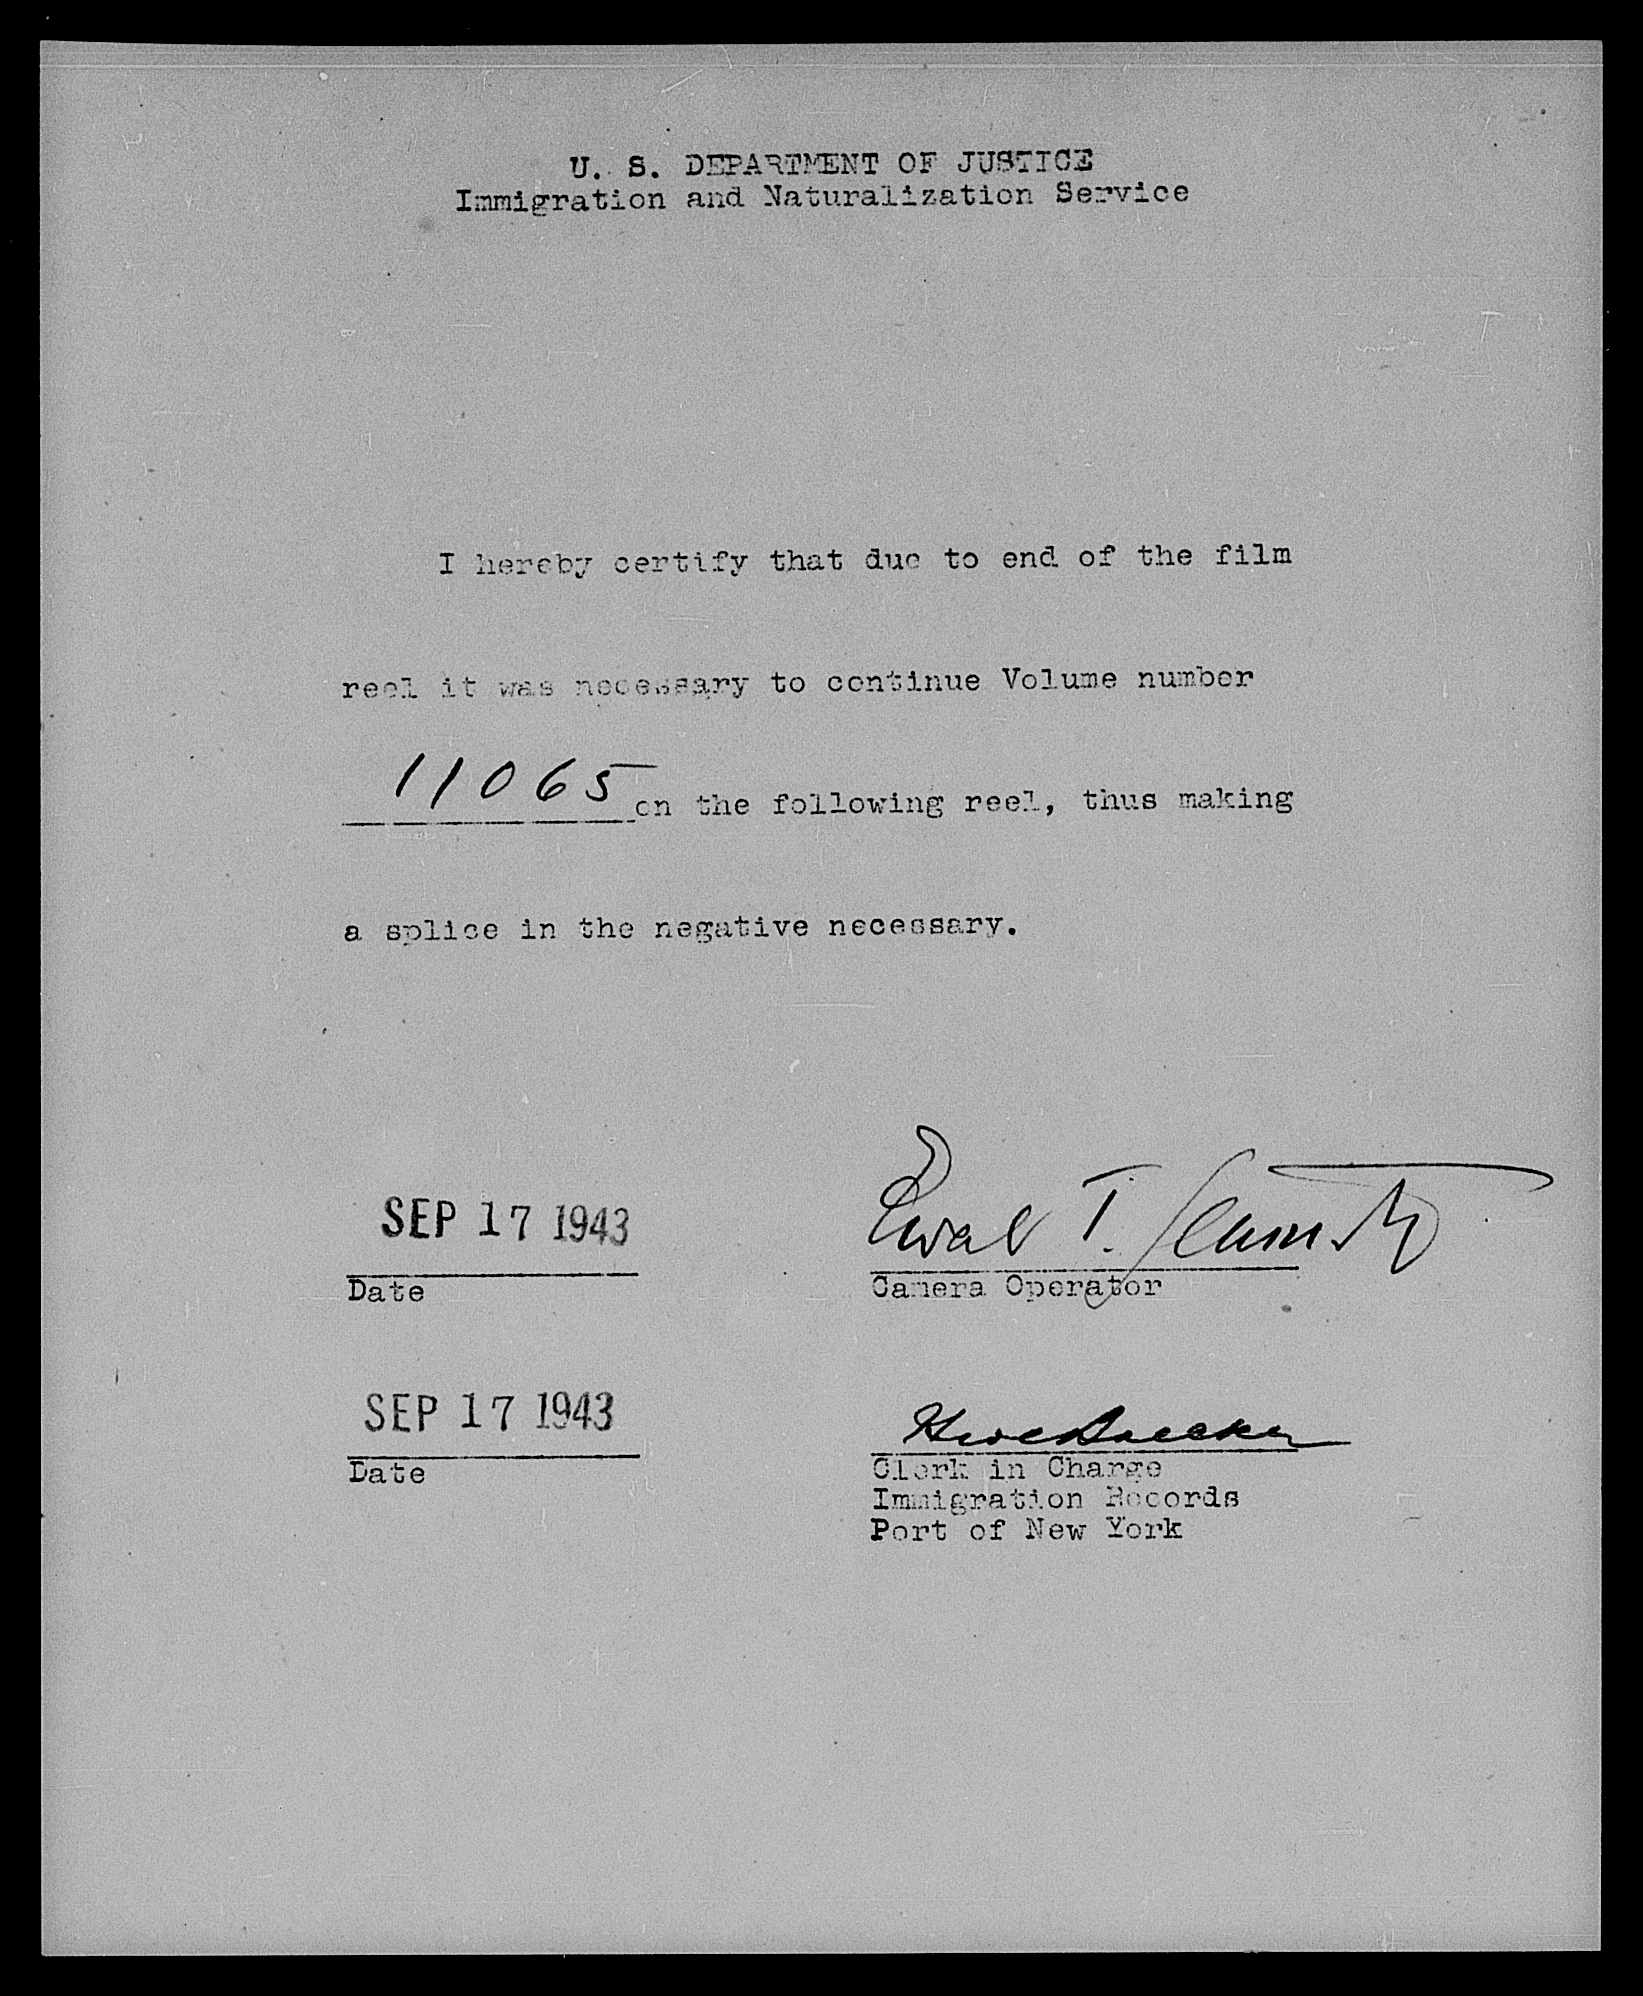 U. S. DEPARTMENT OF JUSTICE
Immigration and Naturalization Service
I hereby certify that due to end of the film
reel it was necessary to continue Volume number
11065 on the following reel, thus making
a splice in the negative necessary.
SEP 17 1943
Date
T.
Camera Operator
SEP 17 1943
Date
Clerk in Charge
Immigration Records
Port of New York